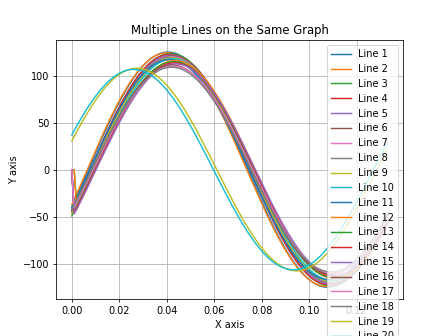 Multiple Lines on the Same Graph
Y axis
100
50
0
−50
−100
0.00
0.02
0.04
0.06
0.08
0.10
X axis
Line 1
Line 2
Line 3
Line 4
Line 5
Line 6
Line 7
Line 8
Line 9
Line 10
Line 11
Line 12
Line 13
Line 14
Line 15
Line 16
Line 17
Line 18
Line 19
Line 20